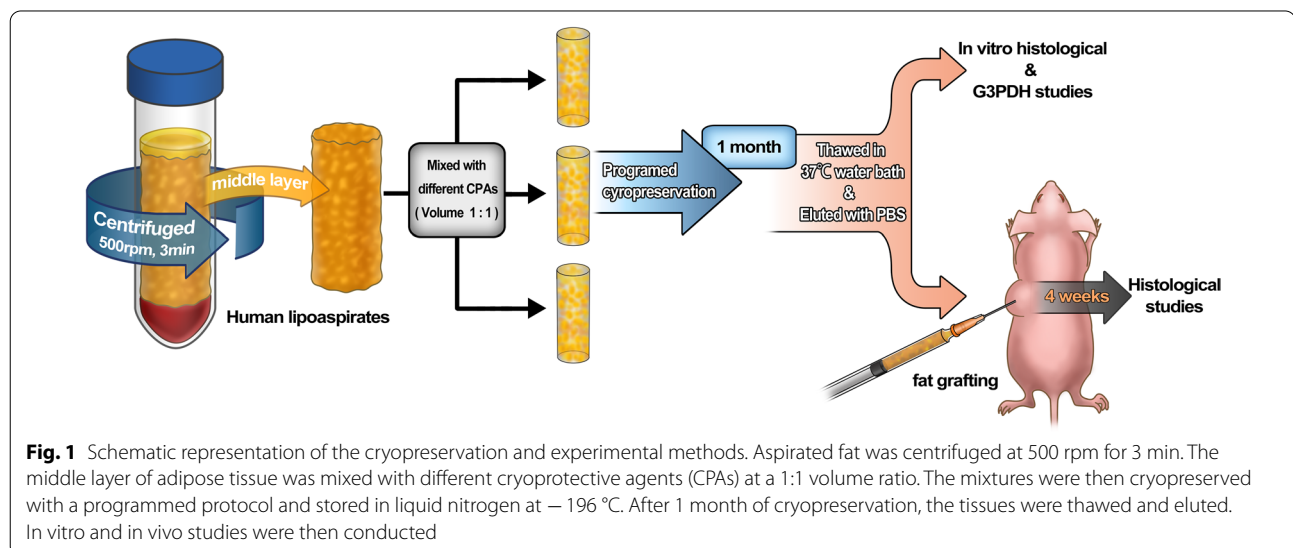 Centrifuged
500rpm, 3min
middle layer
Human lipoaspirates
Mixed with
different CPAs
( Volume 1 : 1 )
Programed
cyropreservation
1 month
Thawed in
37℃ water bath
&
Eluted with PBS
In vitro histological
&
G3PDH studies
4 weeks
Histological
studies
fat grafting
Fig. 1 Schematic representation of the cryopreservation and experimental methods. Aspirated fat was centrifuged at 500 rpm for 3 min. The
middle layer of adipose tissue was mixed with different cryoprotective agents (CPAs) at a 1:1 volume ratio. The mixtures were then cryopreserved
with a programmed protocol and stored in liquid nitrogen at − 196 °C. After 1 month of cryopreservation, the tissues were thawed and eluted.
In vitro and in vivo studies were then conducted